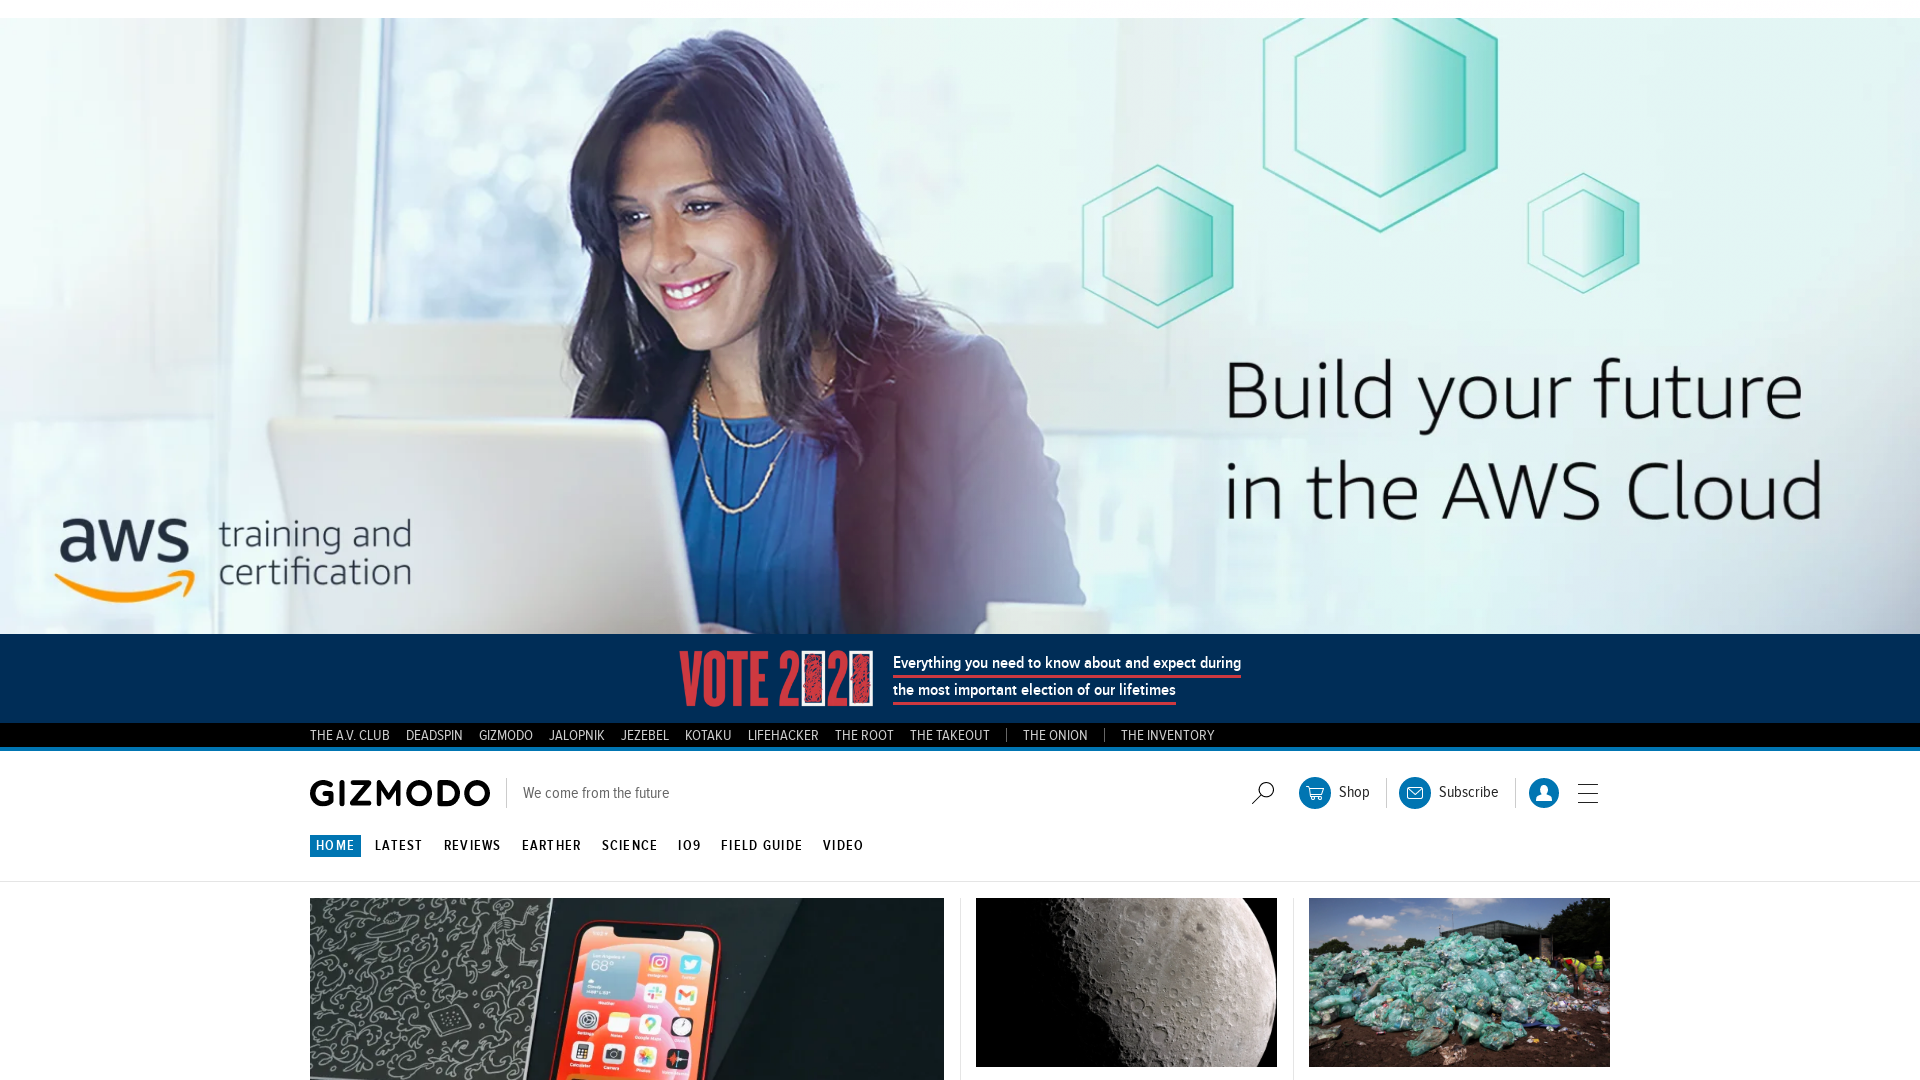 Build your future
in the AWS Cloud
aws training and
certification
VOTE 2020
Everything you need to know about and expect during
the most important election of our lifetimes
THE A.V. CLUB DEADSPIN GIZMODO JALOPNIK JEZEBEL KOTAKU LIFEHACKER THE ROOT THE TAKEOUT THE ONION THE INVENTORY
GIZMODO We come from the future Shop Subscribe
HOME LATEST REVIEWS EARTHER SCIENCE IO9 FIELD GUIDE VIDEO
68°